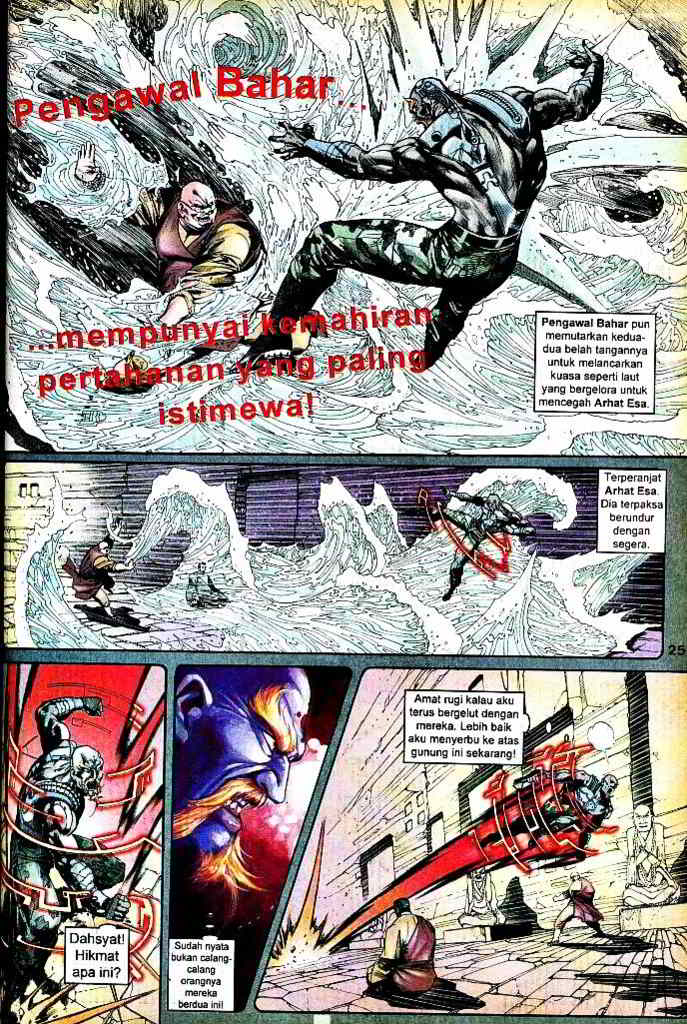 Pengawal Bahar...
...mempunyai kemahiran
pertahanan yang paling
istimewa!
Pengawal Bahar pun
memutarkan kedua-
dua belah tangannya
untuk melancarkan
kuasa seperti laut
yang bergelora untuk
mencegah Arhat Esa.
Terperanjat
Arhat Esa.
Dia terpaksa
berundur
dengan
segera.
25
Dahsyat!
Hikmat
apa ini?
Sudah nyata
bukan calang-
calang
orangnya
mereka
berdua ini!
Amat rugi kalau aku
terus bergelut dengan
mereka. Lebih baik
aku menyerbu ke atas
gunung ini sekarang!